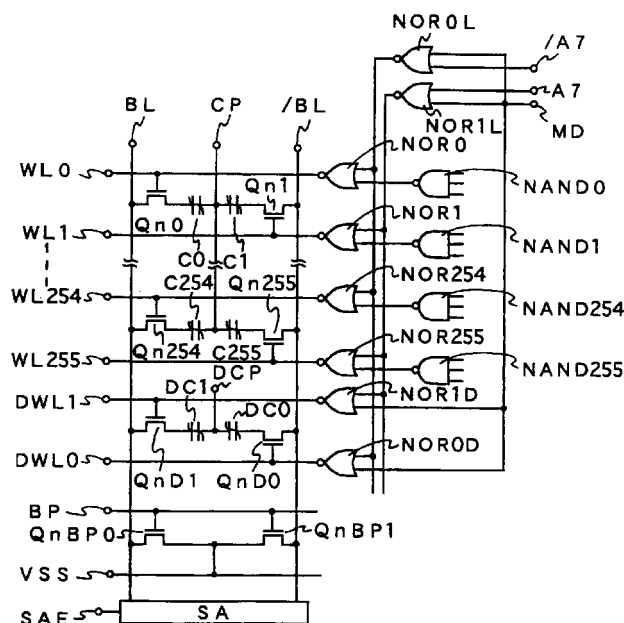 NOR0L
/A7
BL
CP
/BL
A7
NOR1L
MD
NOR0
WL0
Qn1
NAND0
Qn0
NOR1
WL1
C0
C1
NAND1
C254
Qn255
NOR254
WL254
NAND254
Qn254
C255
NOR255
WL255
DCP
NAND255
DWL1
DC1
DC0
NOR1D
DWL0
NOR0D
QnD1
QnD0
BP
QnBP0
QnBP1
VSS
SA
SAE